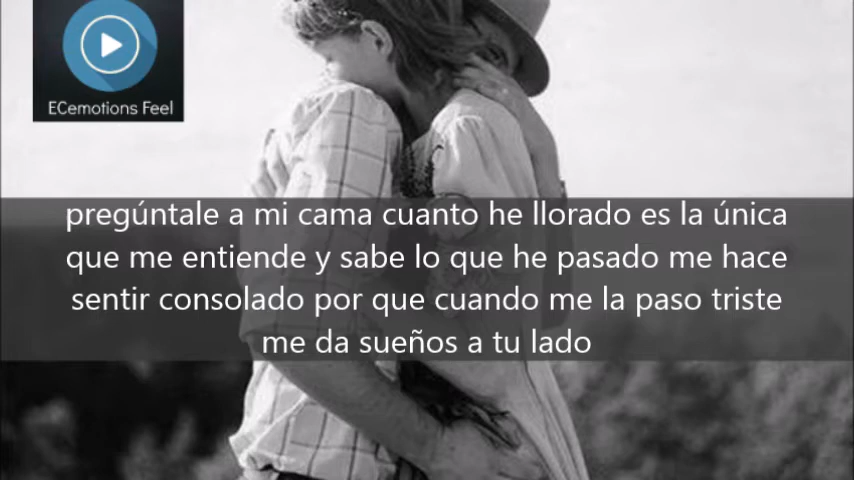 ECemotions Feel
pregúntale a mi cama cuanto he llorado es la única
que me entiende y sabe lo que he pasado me hace
sentir consolado por que cuando me la paso triste
me da sueños a tu lado